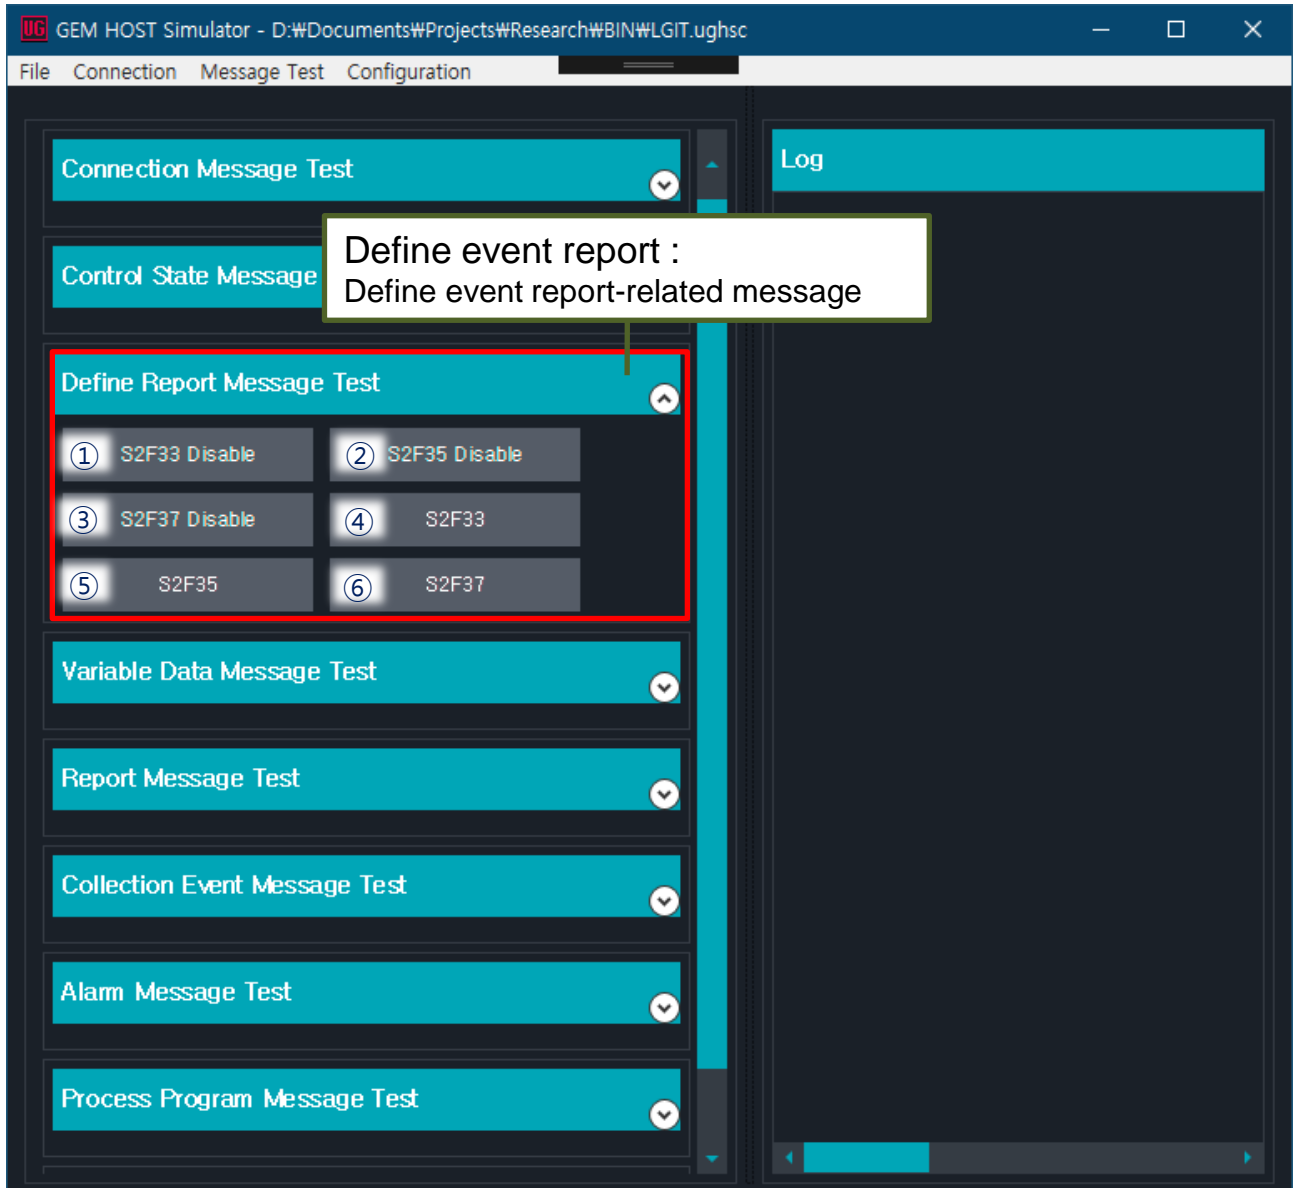 UG GEM HOST Simulator - D:₩Documents₩Projects₩Research₩BIN₩LGIT.ughsc
File Connection Message Test Configuration
Connection Message Test
Log
Define event report :
Define event report-related message
Control State Message
Define Report Message Test
① S2F33 Disable
② S2F35 Disable
③ S2F37 Disable
④ S2F33
⑤ S2F35
⑥ S2F37
Variable Data Message Test
Report Message Test
Collection Event Message Test
Alarm Message Test
Process Program Message Test